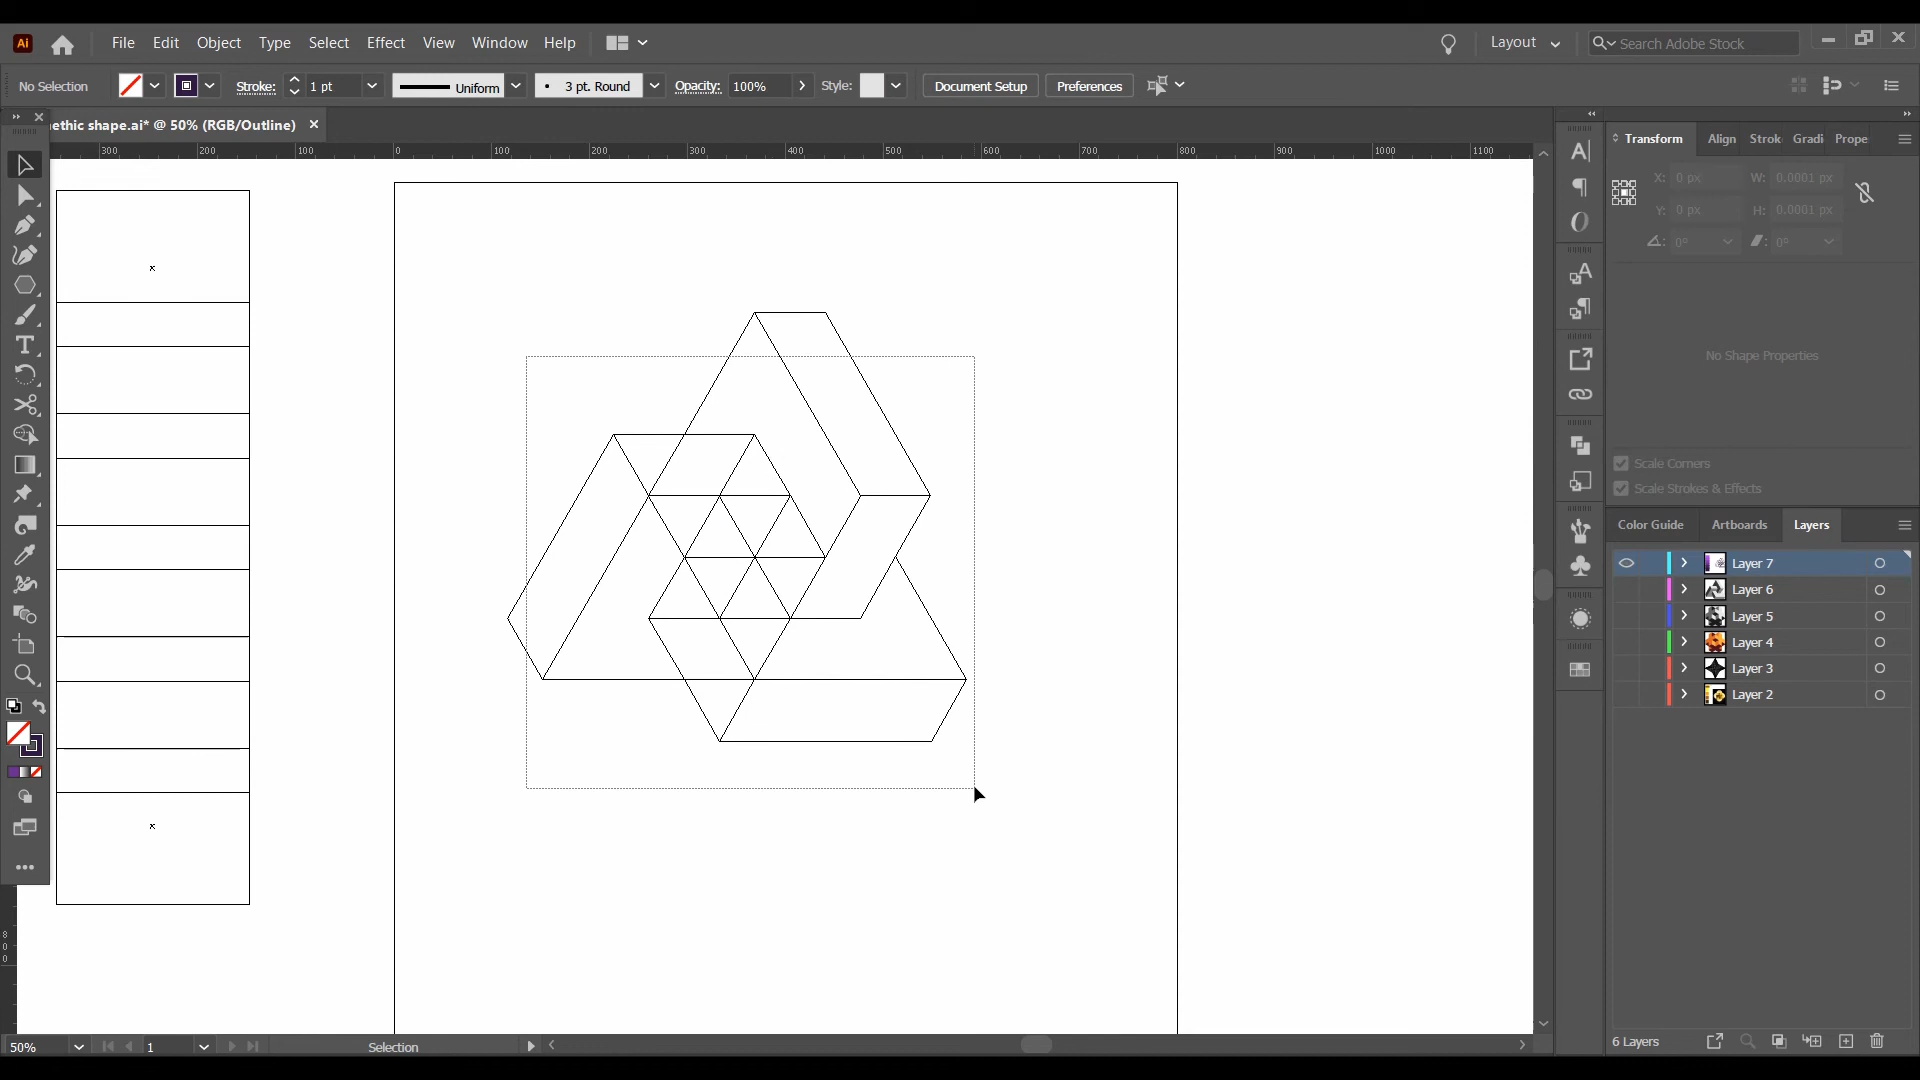 Ai File Edit Object Type Select Effect View Window Help Layout Search Adobe Stock
No Selection Stroke: 1 pt Uniform 3 pt. Round Opacity: 100% Style: Document Setup Preferences
ethic shape.ai* @ 50% (RGB/Outline)
300 200 100 0 100 200 300 400 500 600 700 800 900 1000 1100
Transform Align Strok Gradi Prope
X: 0 px W: 0.0001 px
Y: 0 px H: 0.0001 px
0° 0°
No Shape Properties
Scale Corners
Scale Strokes & Effects
Color Guide Artboards Layers
Layer 7
Layer 6
Layer 5
Layer 4
Layer 3
Layer 2
8
0
0
50% 1 Selection
6 Layers